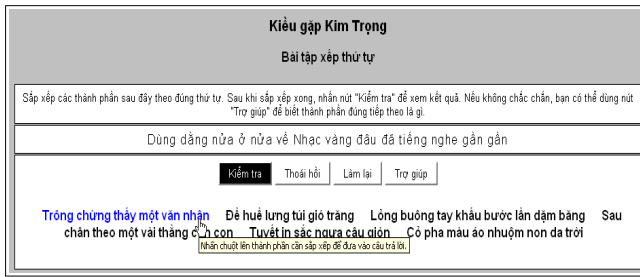 Kiều gặp Kim Trọng
Bài tập xếp thứ tự
Sắp xếp các thành phần sau đây theo đúng thứ tự. Sau khi sắp xếp xong, nhấn nút "Kiểm tra" để xem kết quả. Nếu không chắc chắn, bạn có thể dùng nút
"Trợ giúp" để biết thành phần đúng tiếp theo là gì.
Dùng dằng nửa ở nửa về Nhạc vàng đâu đã tiếng nghe gần gần
Kiểm tra Thoái hồi Làm lại Trợ giúp
Trông chừng thấy một văn nhân Đề huề lưng túi gió trăng Lỏng buông tay khấu bước lần dặm băng Sau
chân theo một vài thằng con con Tuyết in sắc ngựa câu giòn Cỏ pha màu áo nhuộm non da trời
Nhấn chuột lên thành phần cần sắp xếp để đưa vào câu trả lời.